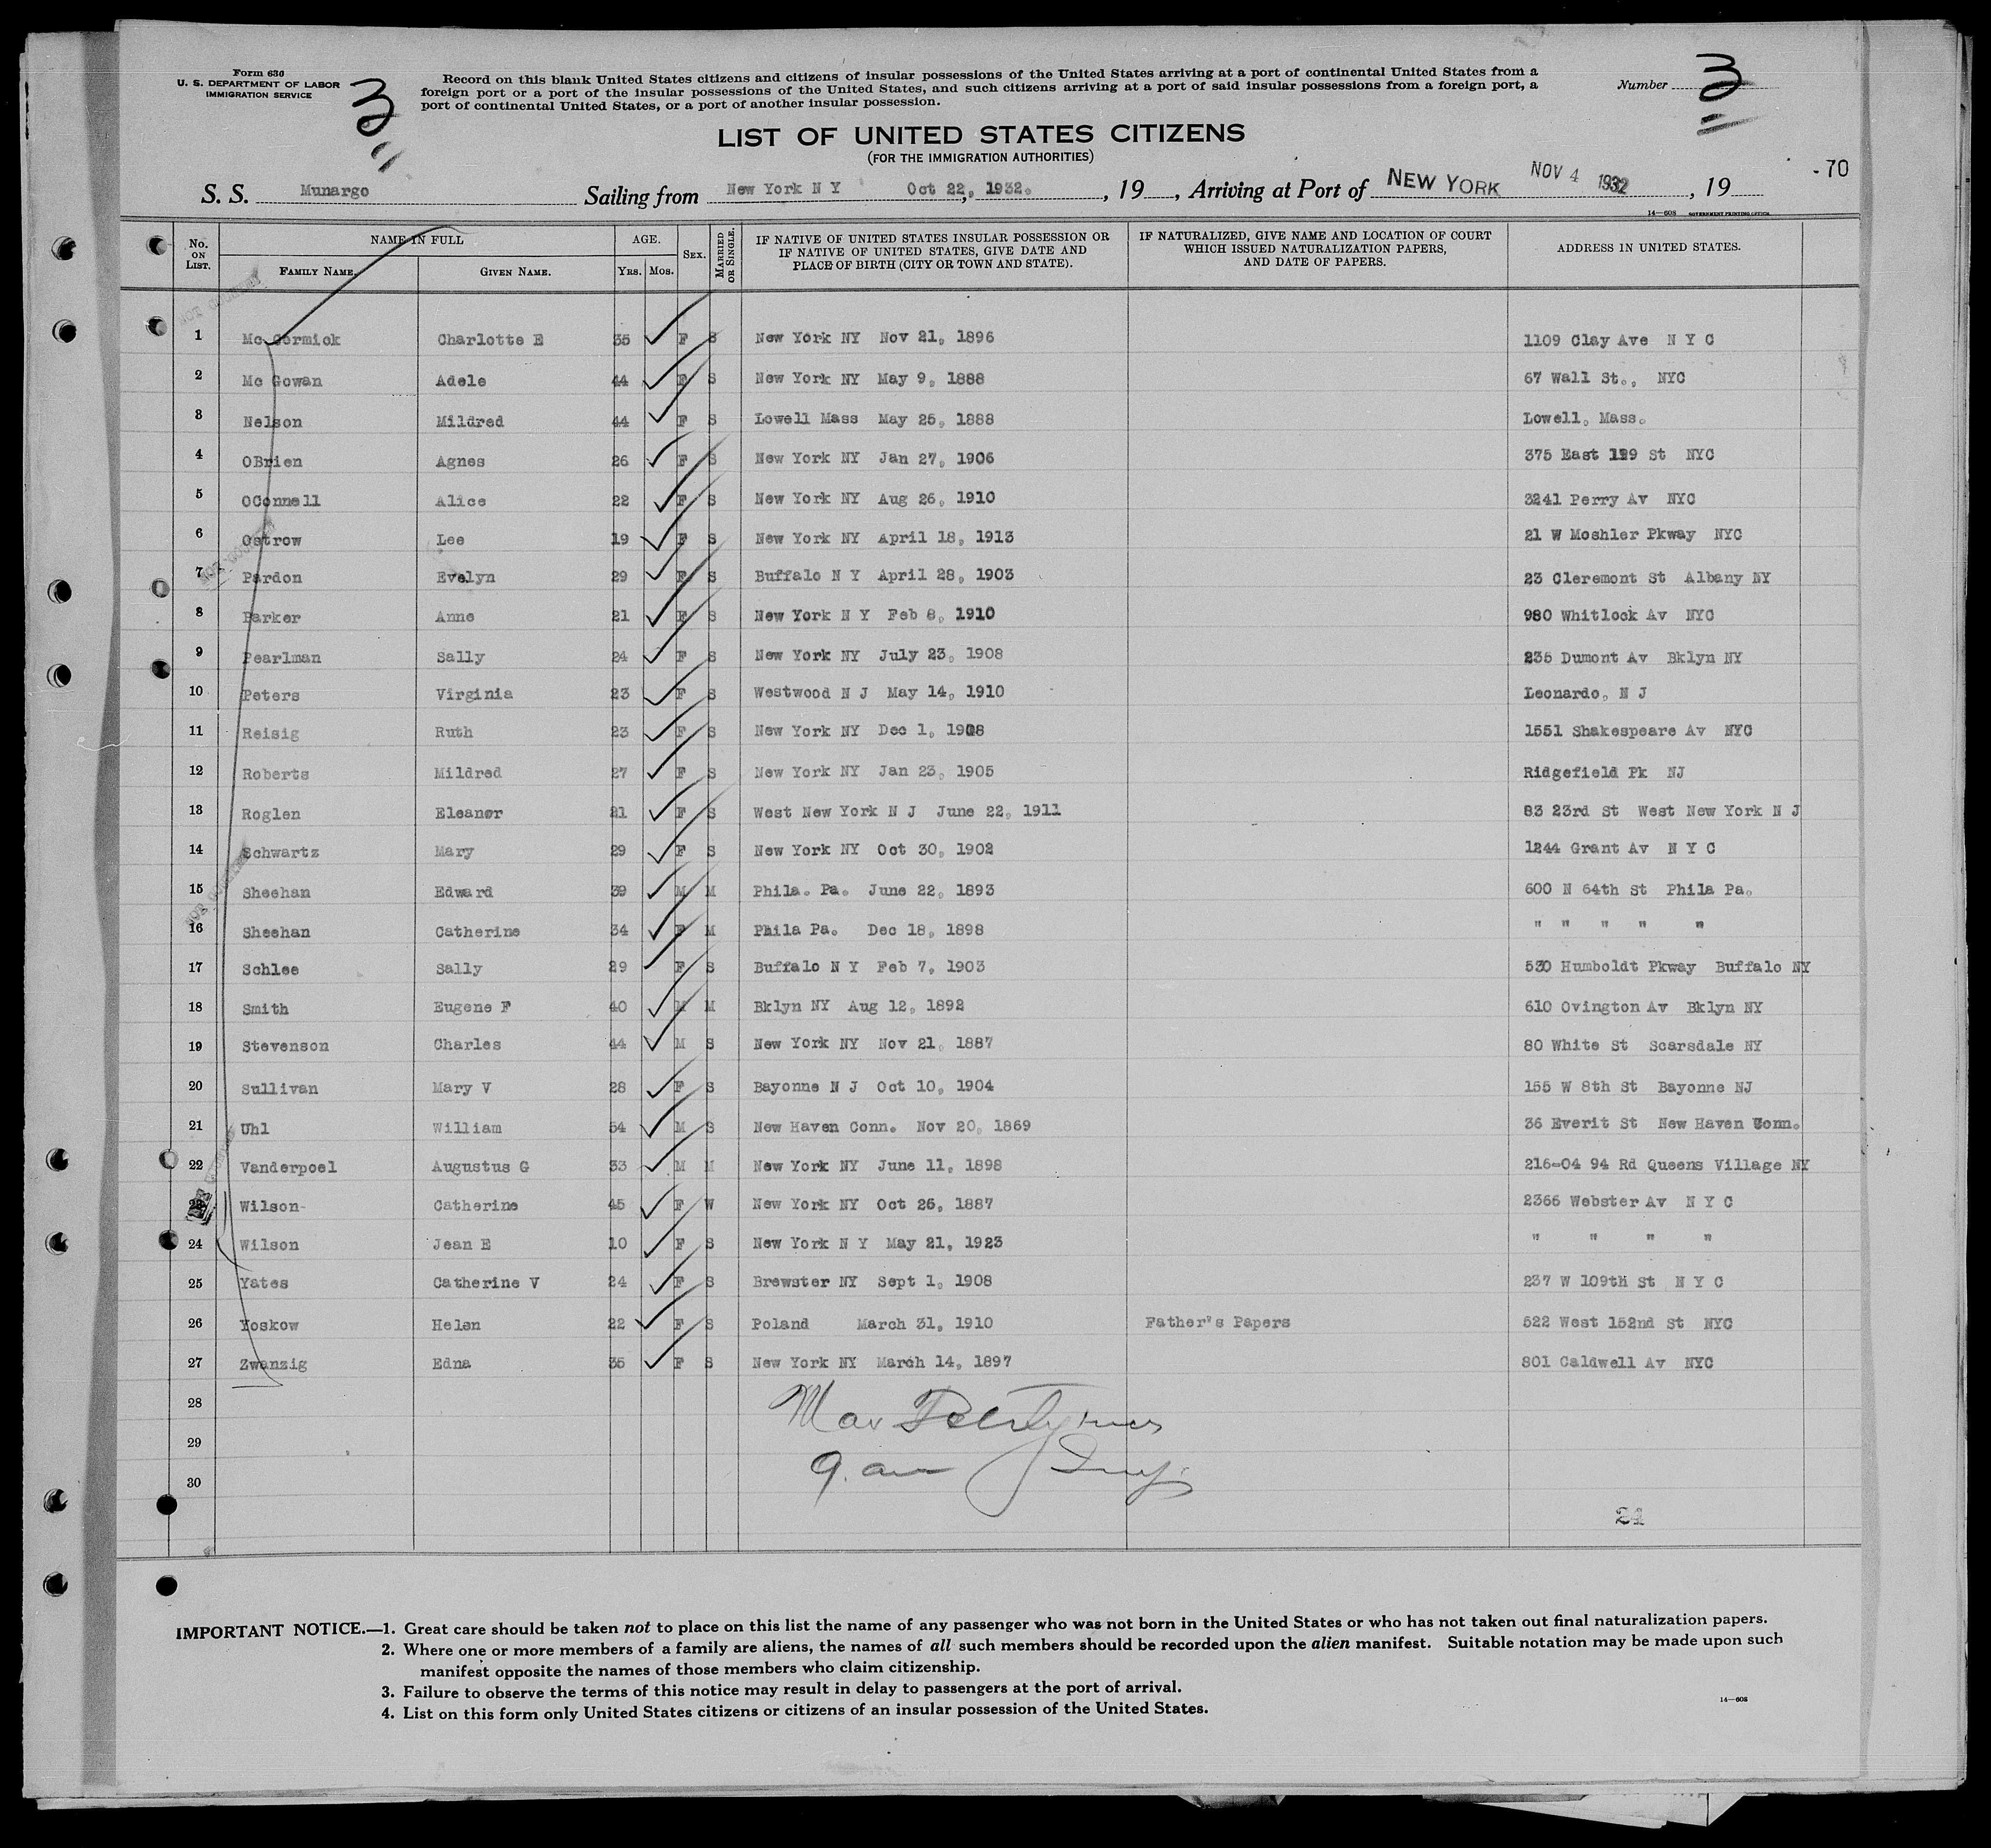 Form 630
U. S. DEPARTMENT OF LABOR
IMMIGRATION SERVICE
3
Record on this blank United States citizens and citizens of insular possessions of the United States arriving at a port of continental United States from a
foreign port or a port of the insular possessions of the United States, and such citizens arriving at a port of said insular possessions from a foreign port, a
port of continental United States, or a port of another insular possession.
Number 3
LIST OF UNITED STATES CITIZENS
(FOR THE IMMIGRATION AUTHORITIES)
S. S. Munargo Sailing from New York N Y Oct 22, 1932. , 19 , Arriving at Port of NEW YORK NOV 4 1932 , 19
-70
14—608 GOVERNMENT PRINTING OFFICE
No. ON LIST. NAME IN FULL FAMILY NAME. GIVEN NAME. AGE. YRS. MOS. SEX. MARRIED OR SINGLE. IF NATIVE OF UNITED STATES INSULAR POSSESSION OR IF NATIVE OF UNITED STATES, GIVE DATE AND PLACE OF BIRTH (CITY OR TOWN AND STATE). IF NATURALIZED, GIVE NAME AND LOCATION OF COURT WHICH ISSUED NATURALIZATION PAPERS, AND DATE OF PAPERS. ADDRESS IN UNITED STATES.
1 Mc Cormick Charlotte E 35 F S New York NY Nov 21, 1896 1109 Clay Ave N Y C
2 Mc Gowan Adele 44 F S New York NY May 9, 1888 67 Wall St., NYC
3 Nelson Mildred 44 F S Lowell Mass May 25, 1888 Lowell, Mass.
4 OBrien Agnes 26 F S New York NY Jan 27, 1906 375 East 199 St NYC
5 OConnell Alice 22 F S New York NY Aug 26, 1910 3241 Perry Av NYC
6 Ostrow Lee 19 F S New York NY April 18, 1913 21 W Moshler Pkway NYC
7 Pardon Evelyn 29 F S Buffalo N Y April 28, 1903 23 Cleremont St Albany NY
8 Parker Anne 21 F S New York N Y Feb 8, 1910 980 Whitlock Av NYC
9 Pearlman Sally 24 F S New York NY July 23, 1908 235 Dumont Av Bklyn NY
10 Peters Virginia 23 F S Westwood N J May 14, 1910 Leonardo, N J
11 Reisig Ruth 23 F S New York NY Dec 1, 1908 1551 Shakespeare Av NYC
12 Roberts Mildred 27 F S New York NY Jan 23, 1905 Ridgefield Pk NJ
13 Roglen Eleanor 21 F S West New York N J June 22, 1911 83 23rd St West New York N J
14 Schwartz Mary 29 F S New York NY Oct 30, 1902 1244 Grant Av N Y C
15 Sheehan Edward 39 M M Phila. Pa. June 22, 1893 600 N 64th St Phila Pa.
16 Sheehan Catherine 34 F M Phila Pa. Dec 18, 1898 " " " " "
17 Schlee Sally 29 F S Buffalo N Y Feb 7, 1903 530 Humboldt Pkway Buffalo NY
18 Smith Eugene F 40 M M Bklyn NY Aug 12, 1892 610 Ovington Av Bklyn NY
19 Stevenson Charles 44 M S New York NY Nov 21, 1887 80 White St Scarsdale NY
20 Sullivan Mary V 28 F S Bayonne N J Oct 10, 1904 155 W 8th St Bayonne NJ
21 Uhl William 54 M S New Haven Conn. Nov 20, 1869 36 Everit St New Haven Conn.
22 Vanderpoel Augustus G 33 M M New York NY June 11, 1898 216-04 94 Rd Queens Village NY
23 Wilson- Catherine 45 F W New York NY Oct 26, 1887 2366 Webster Av N Y C
24 Wilson Jean E 10 F S New York N Y May 21, 1923 " " " "
25 Yates Catherine V 24 F S Brewster NY Sept 1, 1908 237 W 109th St N Y C
26 Yoskow Helen 22 F S Poland March 31, 1910 Father's Papers 522 West 152nd St NYC
27 Zwanzig Edna 35 F S New York NY March 14, 1897 801 Caldwell Av NYC
28
29
30
24
IMPORTANT NOTICE.—1. Great care should be taken not to place on this list the name of any passenger who was not born in the United States or who has not taken out final naturalization papers.
2. Where one or more members of a family are aliens, the names of all such members should be recorded upon the alien manifest. Suitable notation may be made upon such
manifest opposite the names of those members who claim citizenship.
3. Failure to observe the terms of this notice may result in delay to passengers at the port of arrival.
4. List on this form only United States citizens or citizens of an insular possession of the United States.
14—608